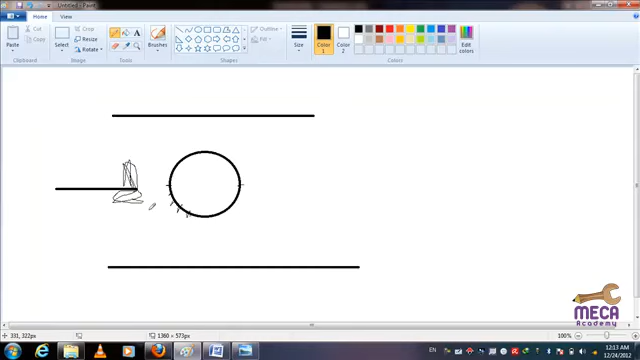 Untitled - Paint
Home
View
Paste
Cut
Copy
Select
Crop
Resize
Rotate
Brushes
Size
Color 1
Color 2
Edit colors
Clipboard
Image
Tools
Shapes
Colors
MECA
Academy
331, 322px
1360 × 573px
100%
EN
12:13 AM
12/24/2012